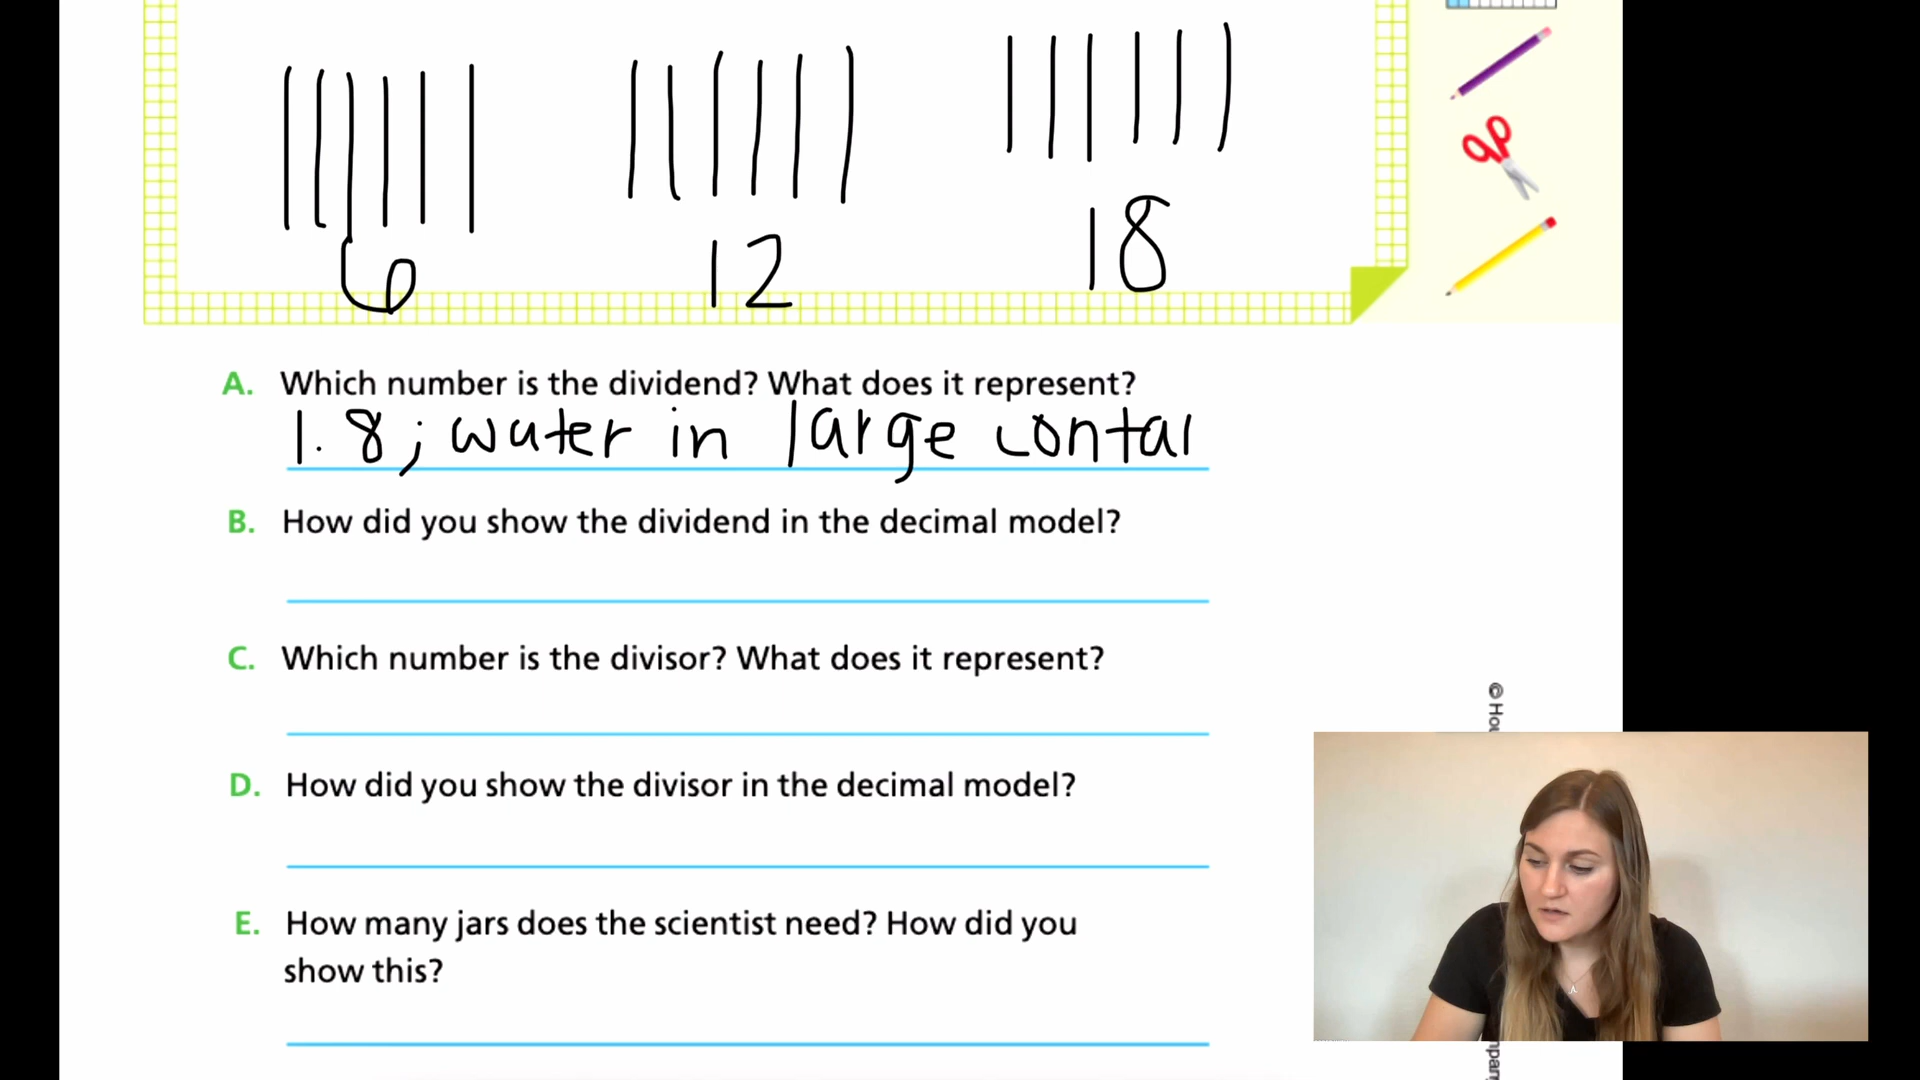 6 12 18
A. Which number is the dividend? What does it represent?
1.8; water in large contai
B. How did you show the dividend in the decimal model?
C. Which number is the divisor? What does it represent?
D. How did you show the divisor in the decimal model?
E. How many jars does the scientist need? How did you
show this?
© Hou
mpany